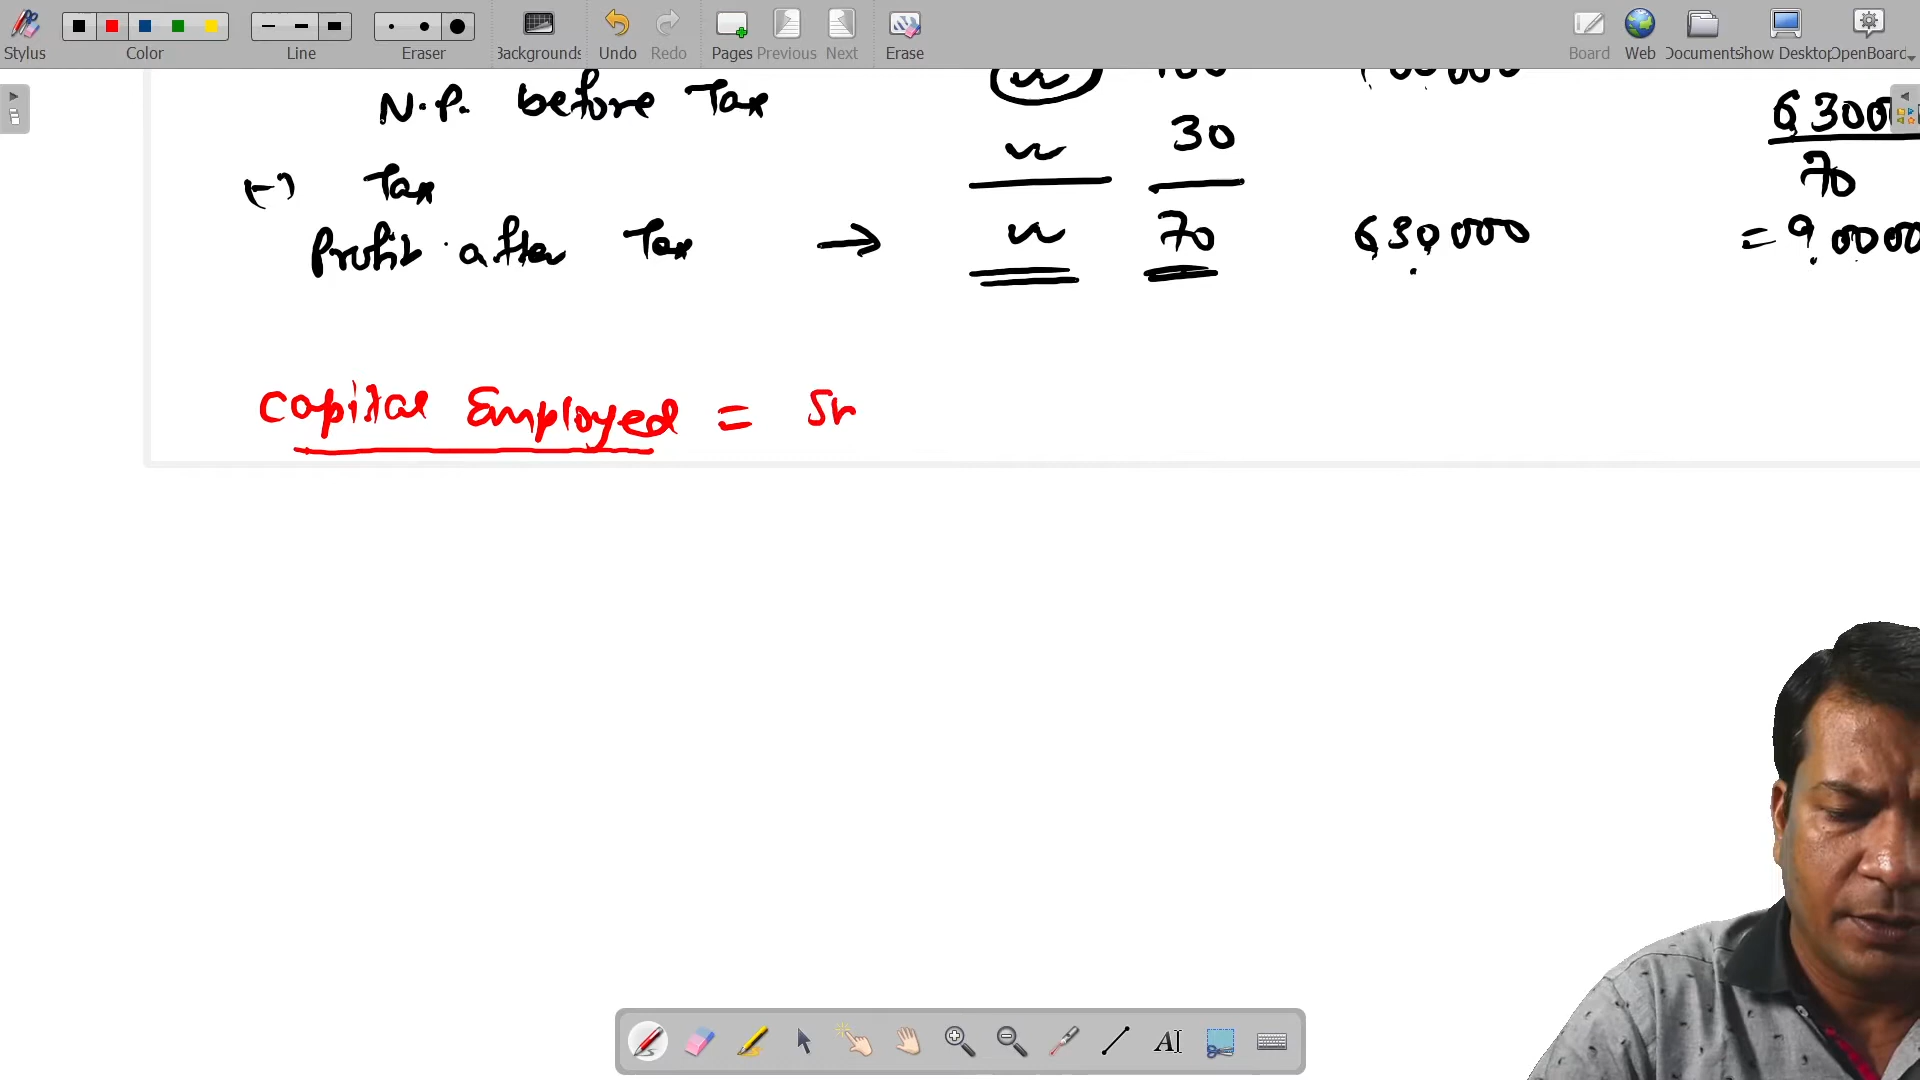 Stylus Color Line Eraser Backgrounds Undo Redo Pages Previous Next Erase Board Web Documents Show Desktop OpenBoard
N.P. before Tax 100
(-) Tax 30
Profit after Tax → 70 630000
70
= 900000
Capital Employed = Sh